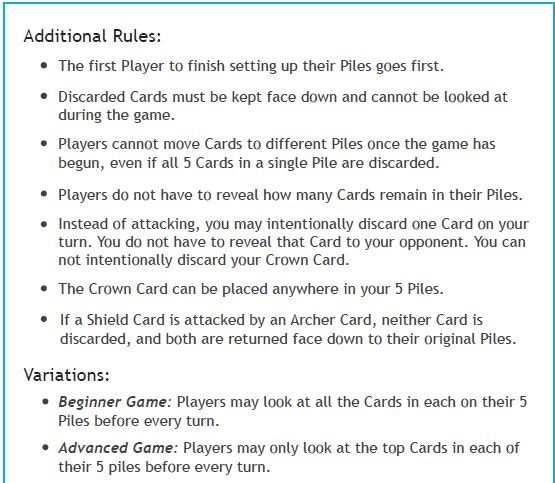 Additional Rules:
• The first Player to finish setting up their Piles goes first.
• Discarded Cards must be kept face down and cannot be looked at
during the game.
• Players cannot move Cards to different Piles once the game has
begun, even if all 5 Cards in a single Pile are discarded.
• Players do not have to reveal how many Cards remain in their Piles.
• Instead of attacking, you may intentionally discard one Card on your
turn. You do not have to reveal that Card to your opponent. You can
not intentionally discard your Crown Card.
• The Crown Card can be placed anywhere in your 5 Piles.
• If a Shield Card is attacked by an Archer Card, neither Card is
discarded, and both are returned face down to their original Piles.
Variations:
• Beginner Game: Players may look at all the Cards in each on their 5
Piles before every turn.
• Advanced Game: Players may only look at the top Cards in each of
their 5 piles before every turn.